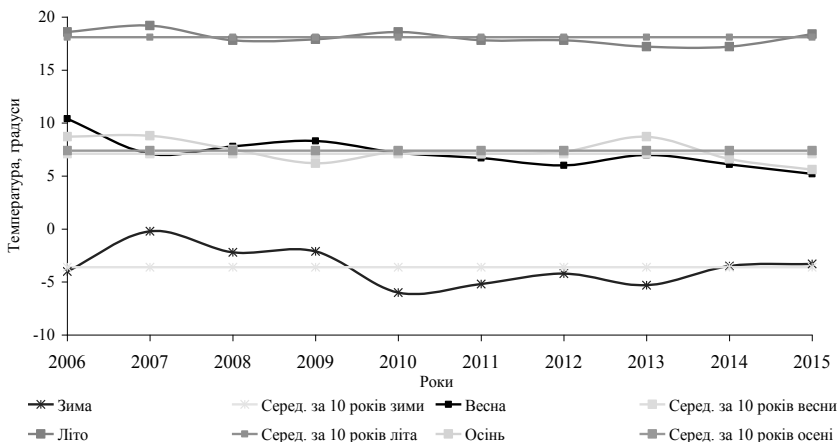 Температура, градуси
20
15
10
5
0
-5
-10
2006 2007 2008 2009 2010 2011 2012 2013 2014 2015
Роки
Зима Серед. за 10 років зими Весна Серед. за 10 років весни
Літо Серед. за 10 років літа Осінь Серед. за 10 років осені